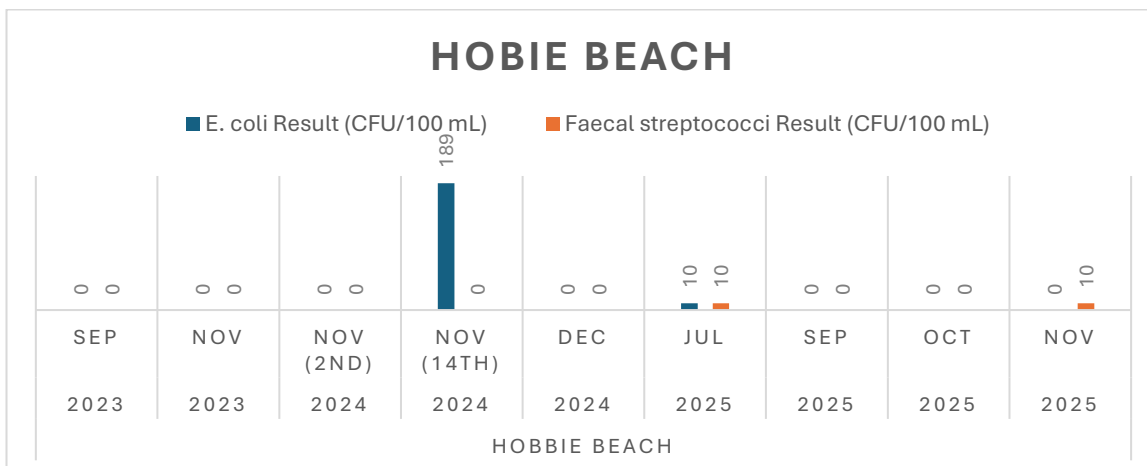 HOBIE BEACH
E. coli Result (CFU/100 mL) Faecal streptococci Result (CFU/100 mL)
189
0 0 0 0 0 0 0 0 0 10 10 0 0 0 0 0 10
SEP NOV NOV NOV DEC JUL SEP OCT NOV
(2ND) (14TH)
2023 2023 2024 2024 2024 2025 2025 2025 2025
HOBBIE BEACH